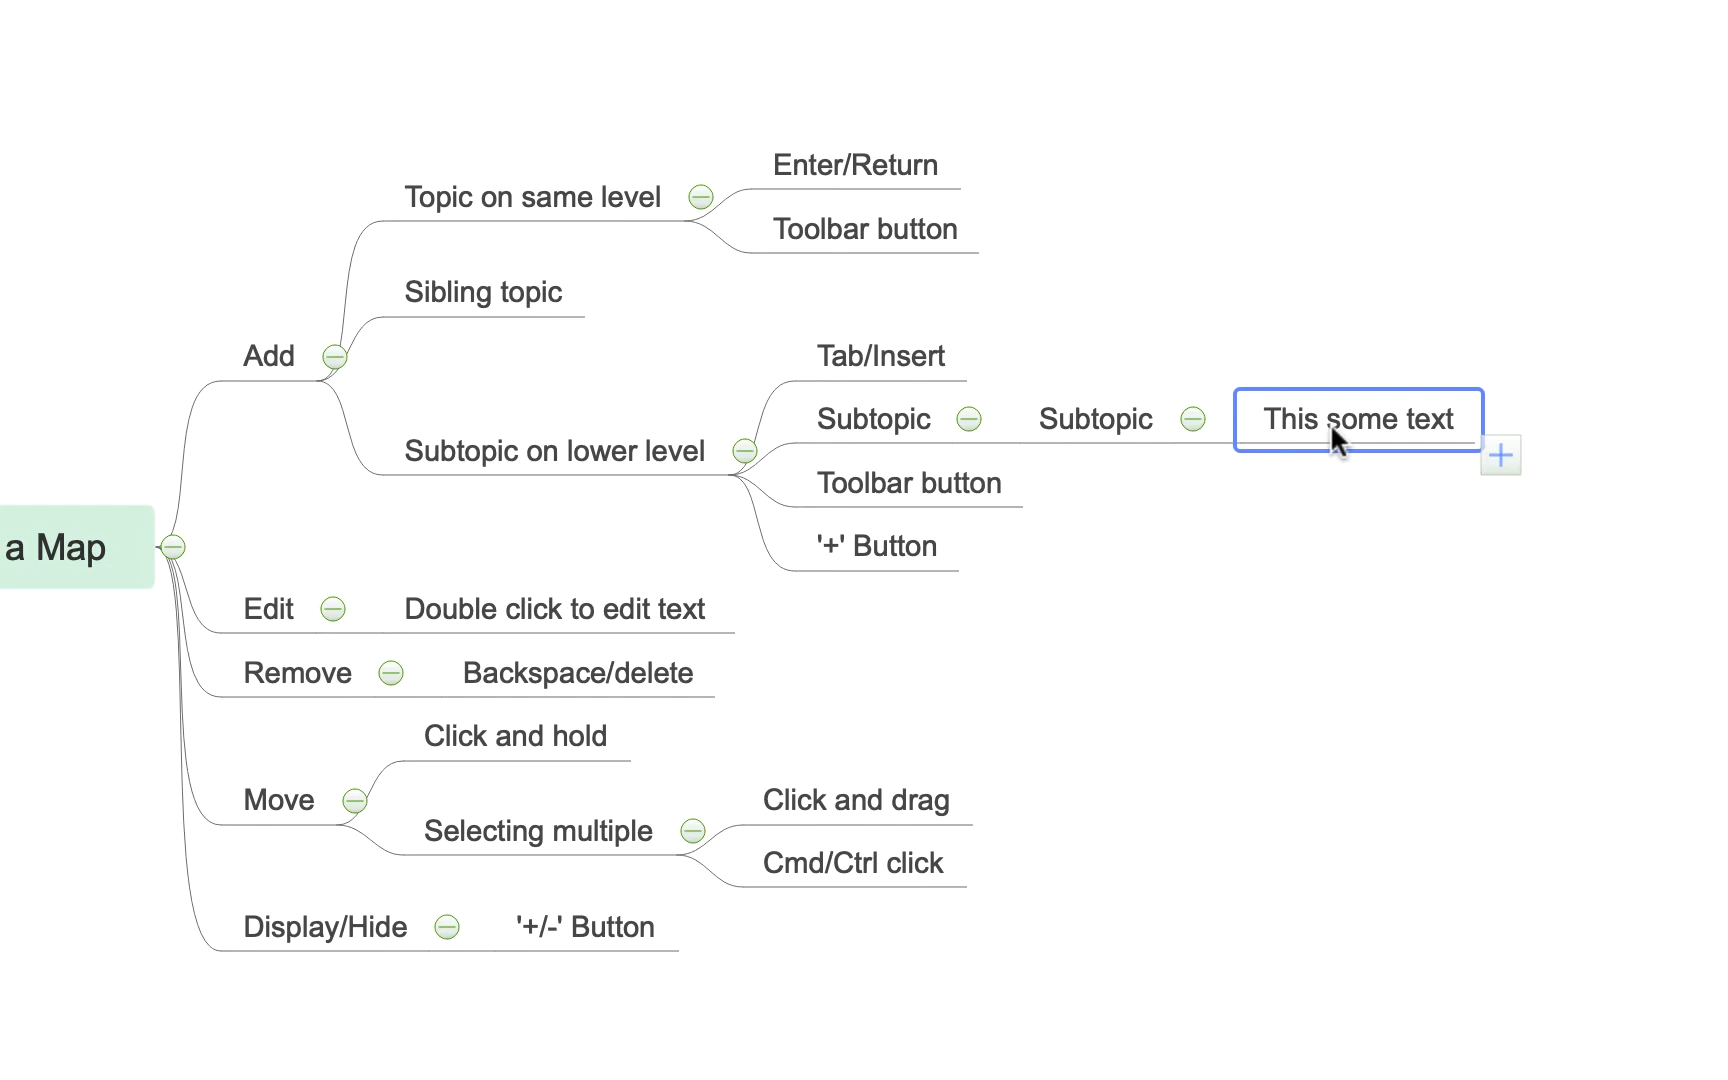 a Map
Add
Topic on same level
Enter/Return
Toolbar button
Sibling topic
Subtopic on lower level
Tab/Insert
Subtopic
Subtopic
This some text
Toolbar button
'+' Button
Edit
Double click to edit text
Remove
Backspace/delete
Move
Click and hold
Selecting multiple
Click and drag
Cmd/Ctrl click
Display/Hide
'+/-' Button